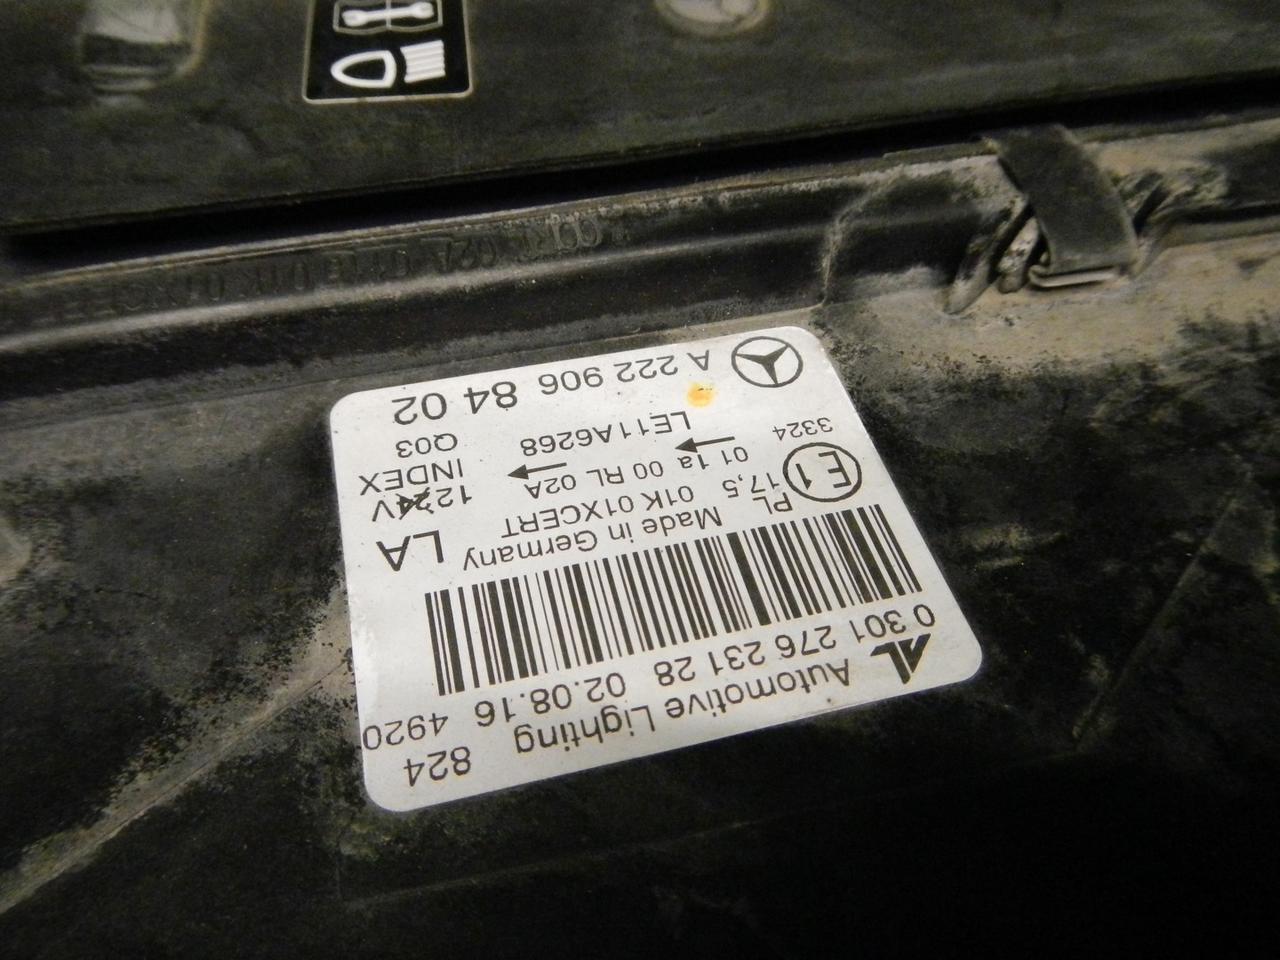 Automotive Lighting 824
0 301 276 231 28 02.08.16 4920
Made in Germany LA
PL 01K 01XCERT
17,5
E1 01 1a 00 RL 02A 1224V
3324 LE11A6268 INDEX
Q03
A 222 906 84 02